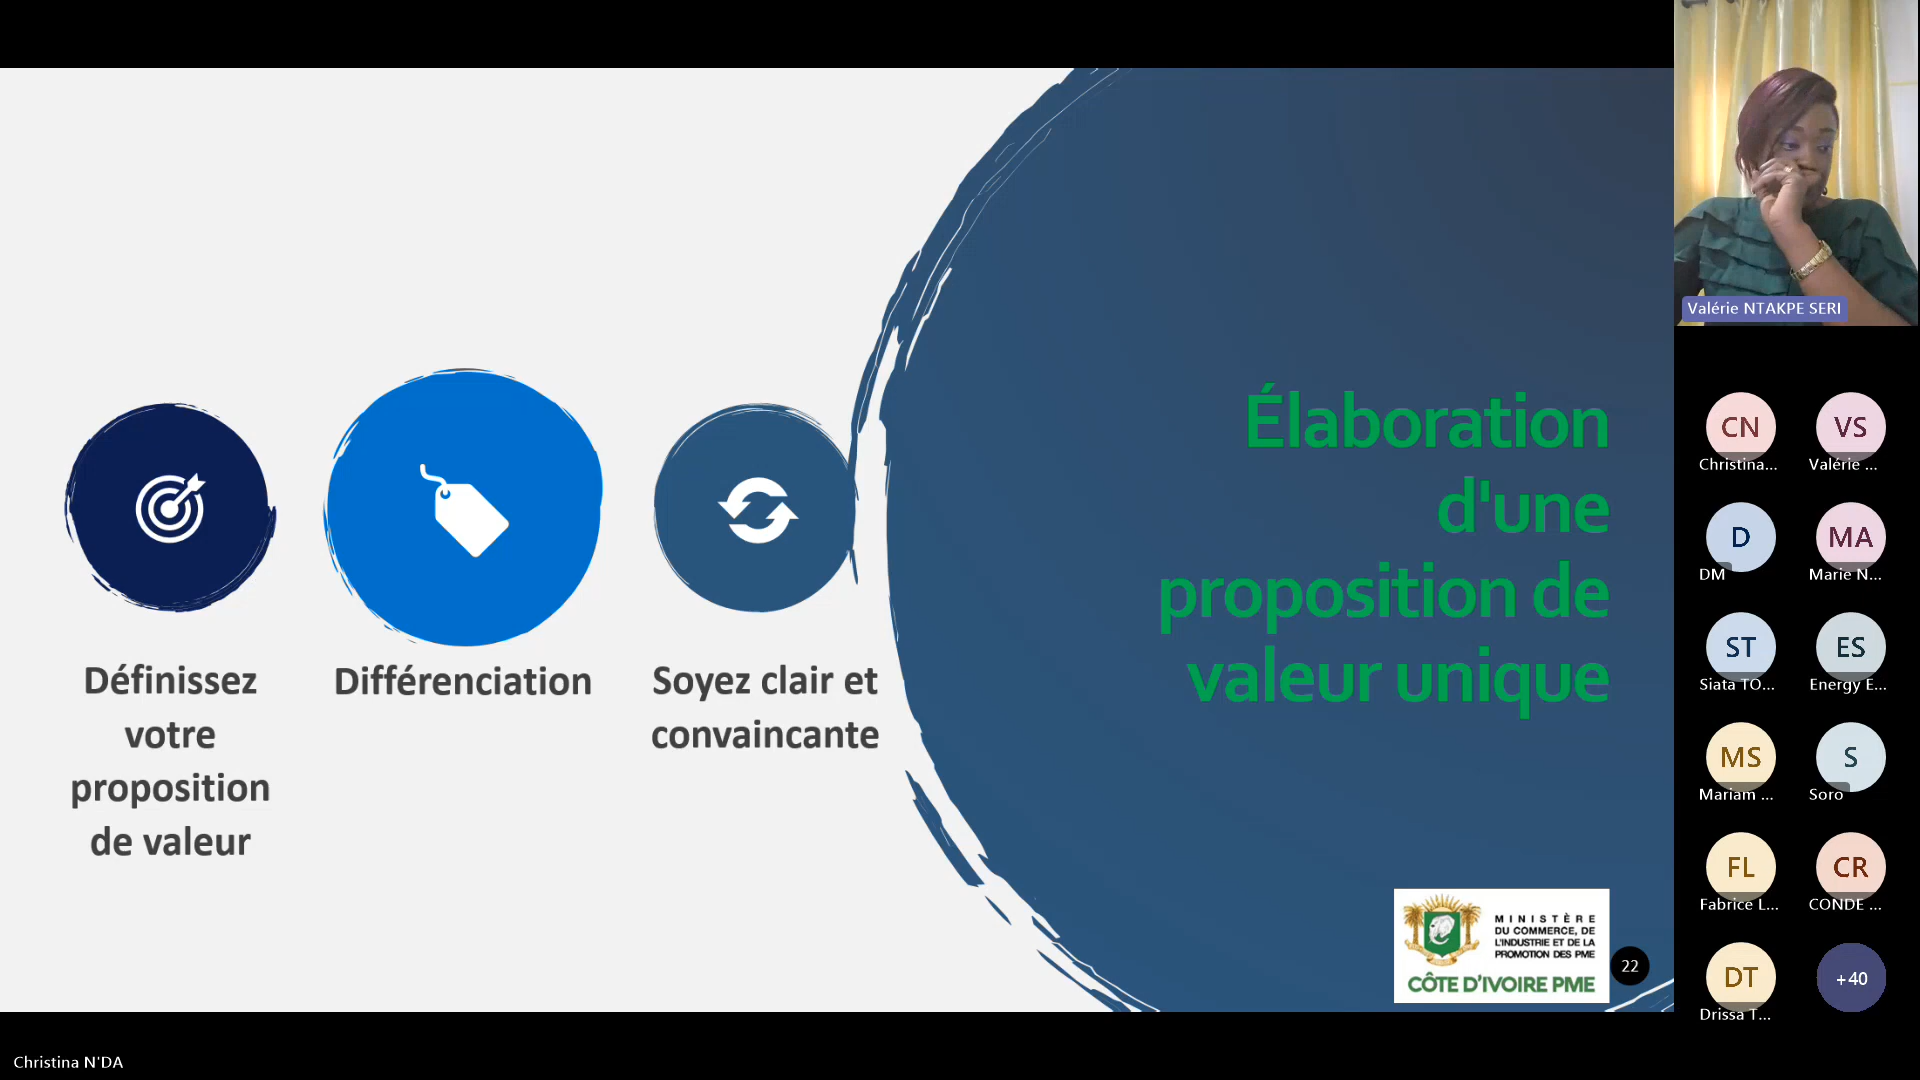 Définissez
votre
proposition
de valeur
Différenciation
Soyez clair et
convaincante
Élaboration
d'une
proposition de
valeur unique
MINISTÈRE
DU COMMERCE, DE
L'INDUSTRIE ET DE LA
PROMOTION DES PME
CÔTE D'IVOIRE PME
22
Valérie NTAKPE SERI
CN
Christina...
VS
Valérie ...
D
DM
MA
Marie N...
ST
Siata TO...
ES
Energy E...
MS
Mariam ...
S
Soro
FL
Fabrice L...
CR
CONDE ...
DT
Drissa T...
+40
Christina N'DA